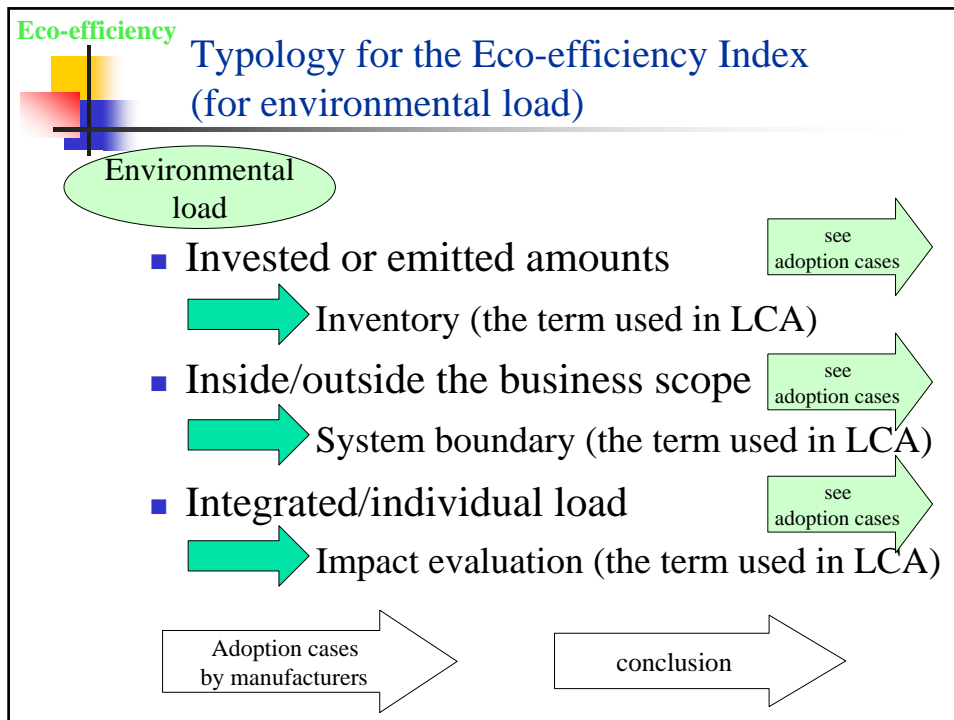 Eco-efficiency
Typology for the Eco-efficiency Index
(for environmental load)
Environmental
load
Invested or emitted amounts
see
adoption cases
Inventory (the term used in LCA)
Inside/outside the business scope
see
adoption cases
System boundary (the term used in LCA)
Integrated/individual load
see
adoption cases
Impact evaluation (the term used in LCA)
Adoption cases
by manufacturers
conclusion